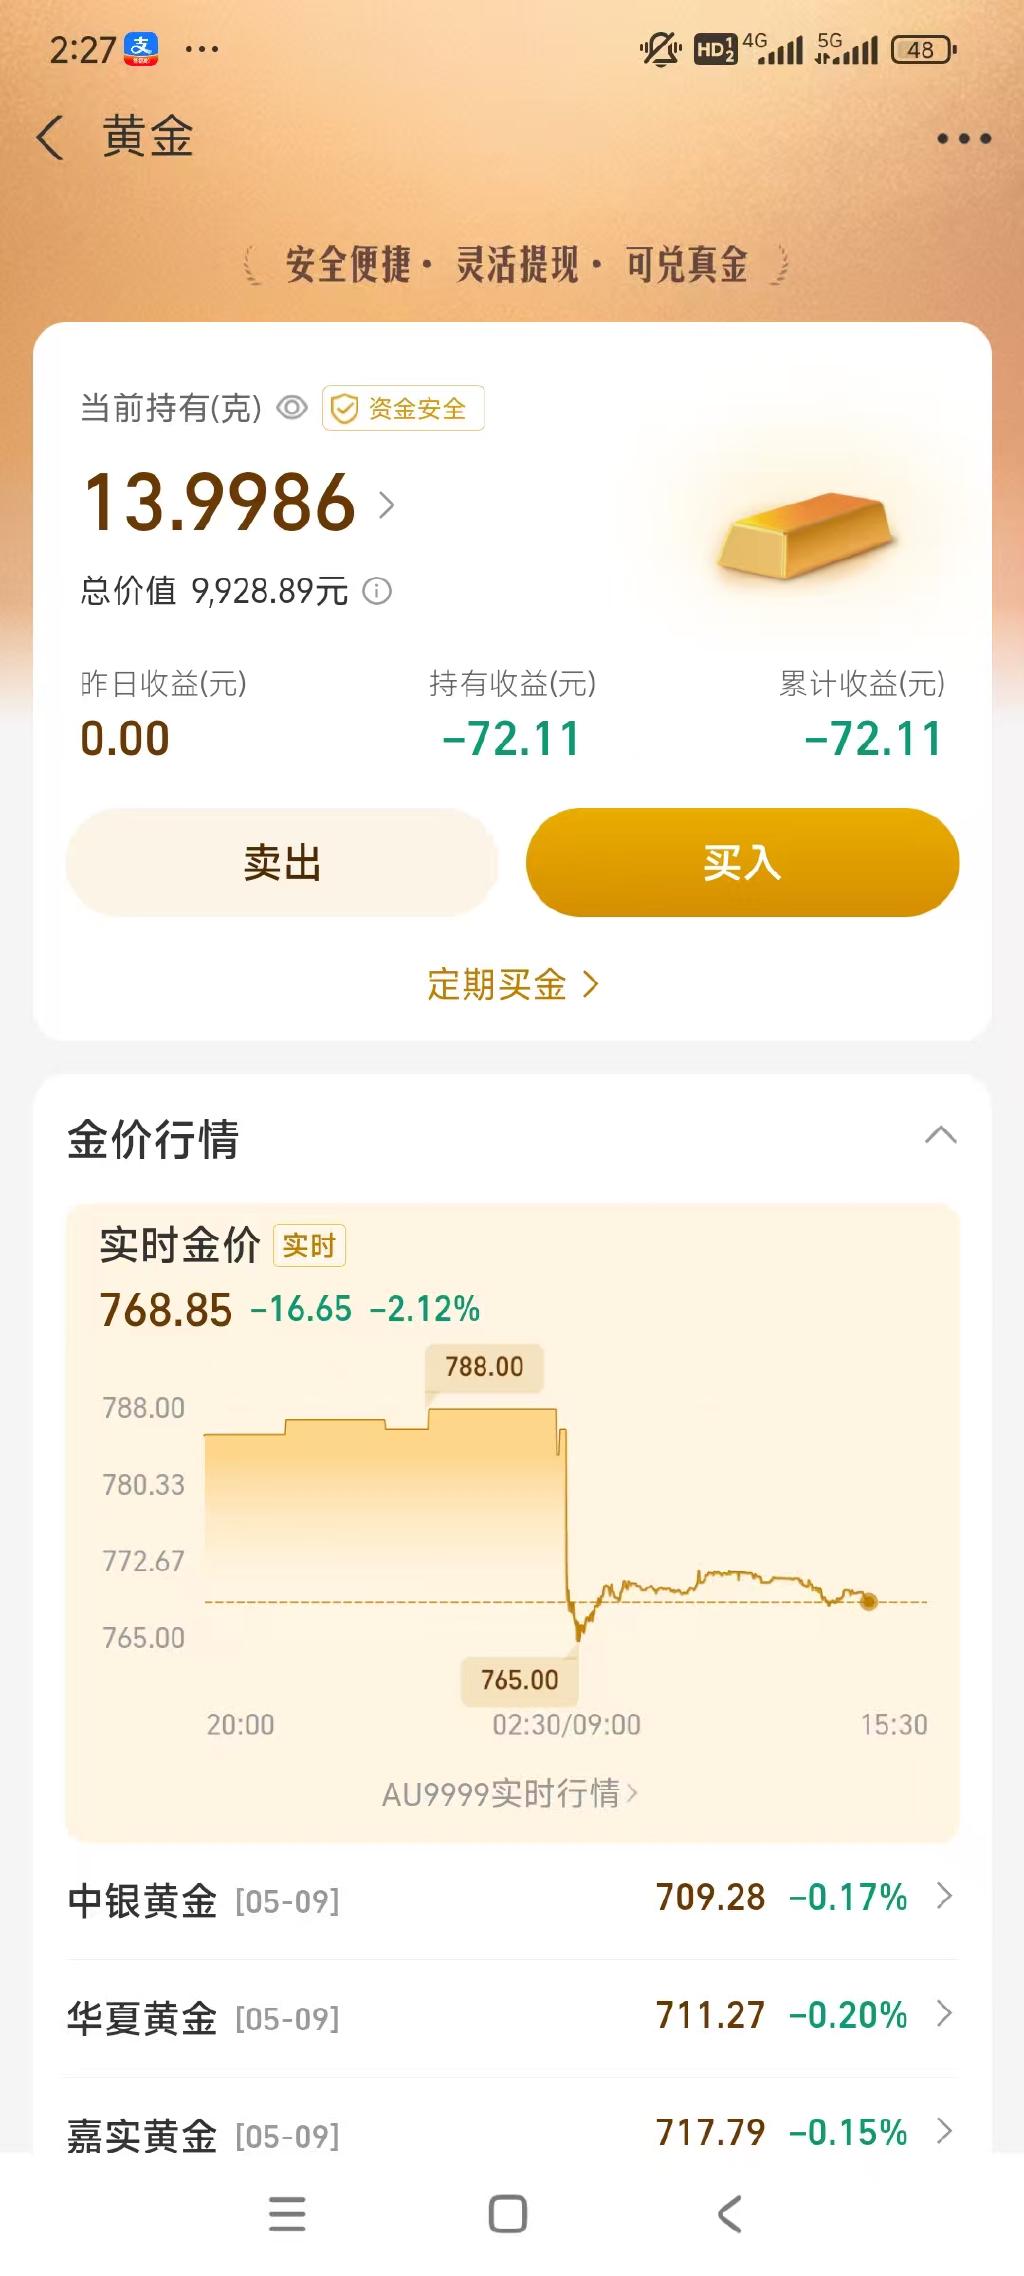 2:27 支 ... HD 1 2 4G 5G 48
黄金
安全便捷· 灵活提现· 可兑真金
当前持有(克) 资金安全
13.9986
总价值 9,928.89元
昨日收益(元) 持有收益(元) 累计收益(元)
0.00 -72.11 -72.11
卖出 买入
定期买金
金价行情
实时金价 实时
768.85 -16.65 -2.12%
788.00
788.00
780.33
772.67
765.00
765.00
20:00 02:30/09:00 15:30
AU9999实时行情
中银黄金 [05-09] 709.28 -0.17%
华夏黄金 [05-09] 711.27 -0.20%
嘉实黄金 [05-09] 717.79 -0.15%